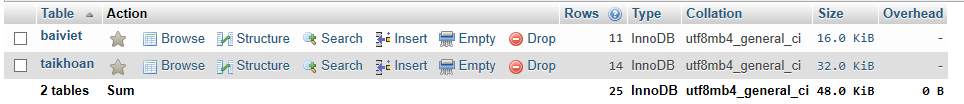 Table Action Rows Type Collation Size Overhead
baiviet Browse Structure Search Insert Empty Drop 11 InnoDB utf8mb4_general_ci 16.0 KiB -
taikhoan Browse Structure Search Insert Empty Drop 14 InnoDB utf8mb4_general_ci 32.0 KiB -
2 tables Sum 25 InnoDB utf8mb4_general_ci 48.0 KiB 0 B